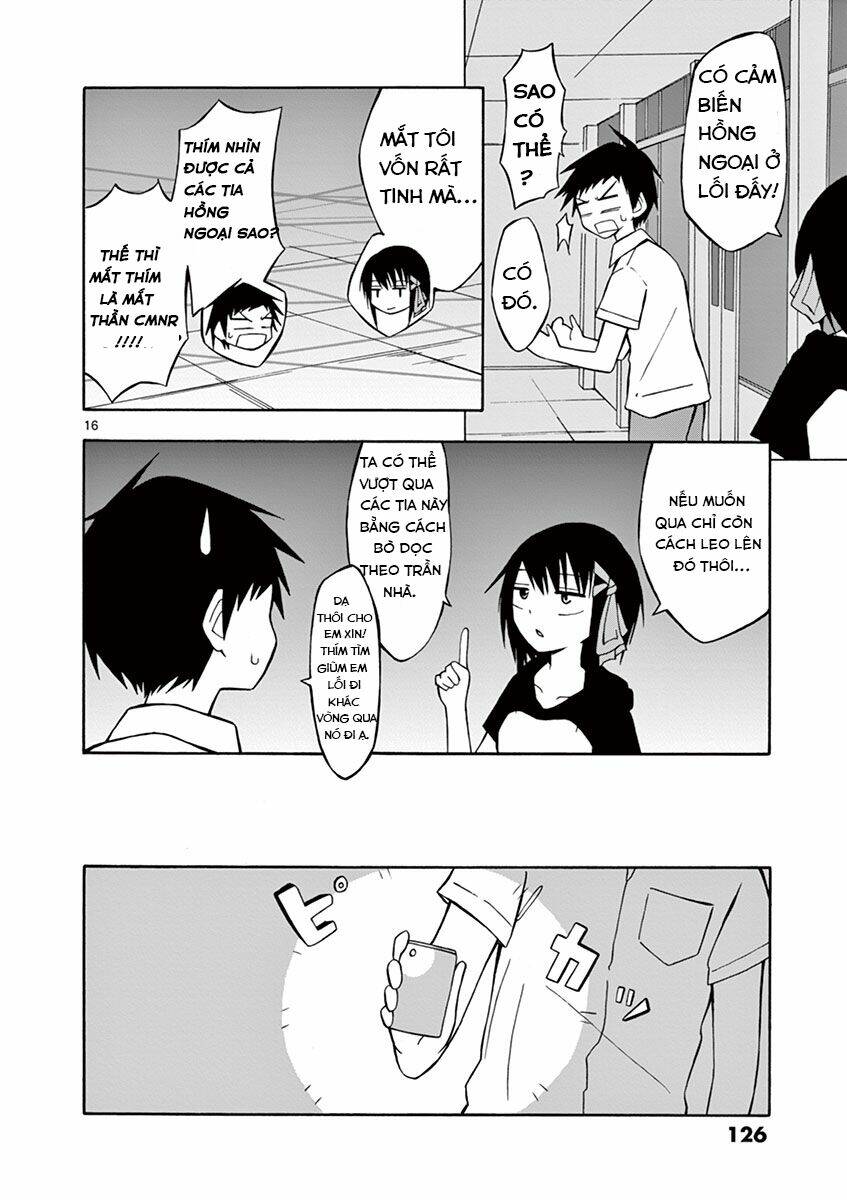 CÓ CẢM
BIẾN
HỒNG
NGOẠI Ở
LỐI ĐẤY!
SAO
CÓ
THỂ
?
CÓ
ĐÓ.
MẮT TÔI
VỐN RẤT
TINH MÀ...
THÍM NHÌN
ĐƯỢC CẢ
CÁC TIA
HỒNG
NGOẠI SAO?
THẾ THÌ
MẮT THÍM
LÀ MẮT
THẦN CMNR
!!!!
16
NẾU MUỐN
QUA CHỈ CÒN
CÁCH LEO LÊN
ĐÓ THÔI...
TA CÓ THỂ
VƯỢT QUA
CÁC TIA NÀY
BẰNG CÁCH
BÒ DỌC
THEO TRẦN
NHÀ.
DẠ
THÔI CHO
EM XIN!
THÍM TÌM
GIÙM EM
LỐI ĐI
KHÁC
VÒNG QUA
NÓ ĐI Ạ.
ピカッ
126